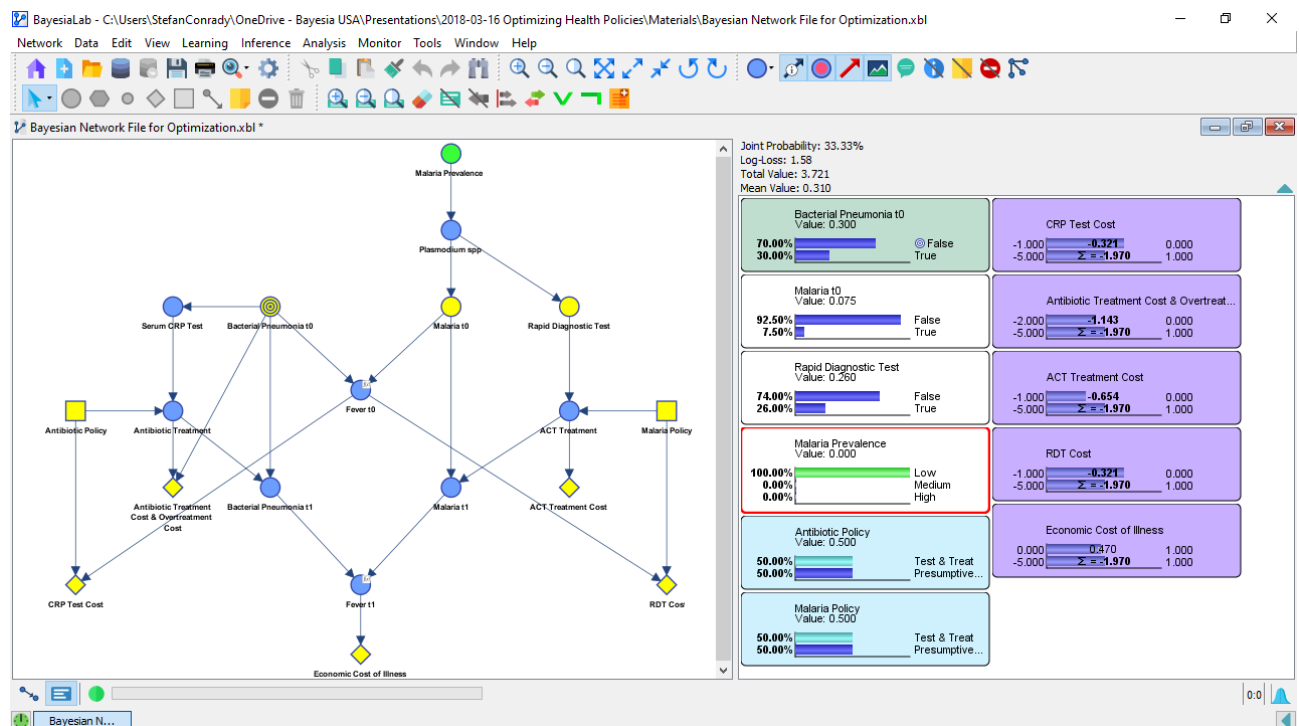 BayesiaLab - C:\Users\StefanConrady\OneDrive - Bayesia USA\Presentations\2018-03-16 Optimizing Health Policies\Materials\Bayesian Network File for Optimization.xbl
Network Data Edit View Learning Inference Analysis Monitor Tools Window Help
Bayesian Network File for Optimization.xbl *
Malaria Prevalence
Plasmodium spp
Serum CRP Test
Bacterial Pneumonia t0
Malaria t0
Rapid Diagnostic Test
Fever t0
Antibiotic Policy
Antibiotic Treatment
ACT Treatment
Malaria Policy
Antibiotic Treatment
Cost & Overtreatment
Cost
Bacterial Pneumonia t1
Malaria t1
ACT Treatment Cost
CRP Test Cost
Fever t1
RDT Cos
Economic Cost of Illness
Joint Probability: 33.33%
Log-Loss: 1.58
Total Value: 3.721
Mean Value: 0.310
Bacterial Pneumonia t0
Value: 0.300
70.00% False
30.00% True
Malaria t0
Value: 0.075
92.50% False
7.50% True
Rapid Diagnostic Test
Value: 0.260
74.00% False
26.00% True
Malaria Prevalence
Value: 0.000
100.00% Low
0.00% Medium
0.00% High
Antibiotic Policy
Value: 0.500
50.00% Test & Treat
50.00% Presumptive...
Malaria Policy
Value: 0.500
50.00% Test & Treat
50.00% Presumptive...
CRP Test Cost
-1.000 -0.321 0.000
-5.000 Σ = -1.970 1.000
Antibiotic Treatment Cost & Overtreat...
-2.000 -1.143 0.000
-5.000 Σ = -1.970 1.000
ACT Treatment Cost
-1.000 -0.654 0.000
-5.000 Σ = -1.970 1.000
RDT Cost
-1.000 -0.321 0.000
-5.000 Σ = -1.970 1.000
Economic Cost of Illness
0.000 0.470 1.000
-5.000 Σ = -1.970 1.000
0:0
Bayesian N...